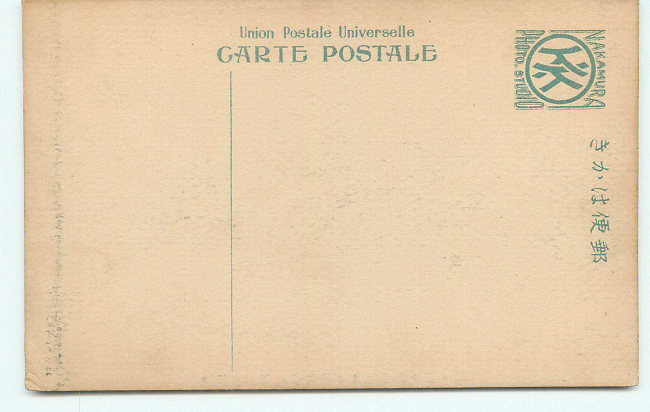 Union Postale Universelle
CARTE POSTALE
NAKAMURA
PHOTO. STUDIO
郵便はかき